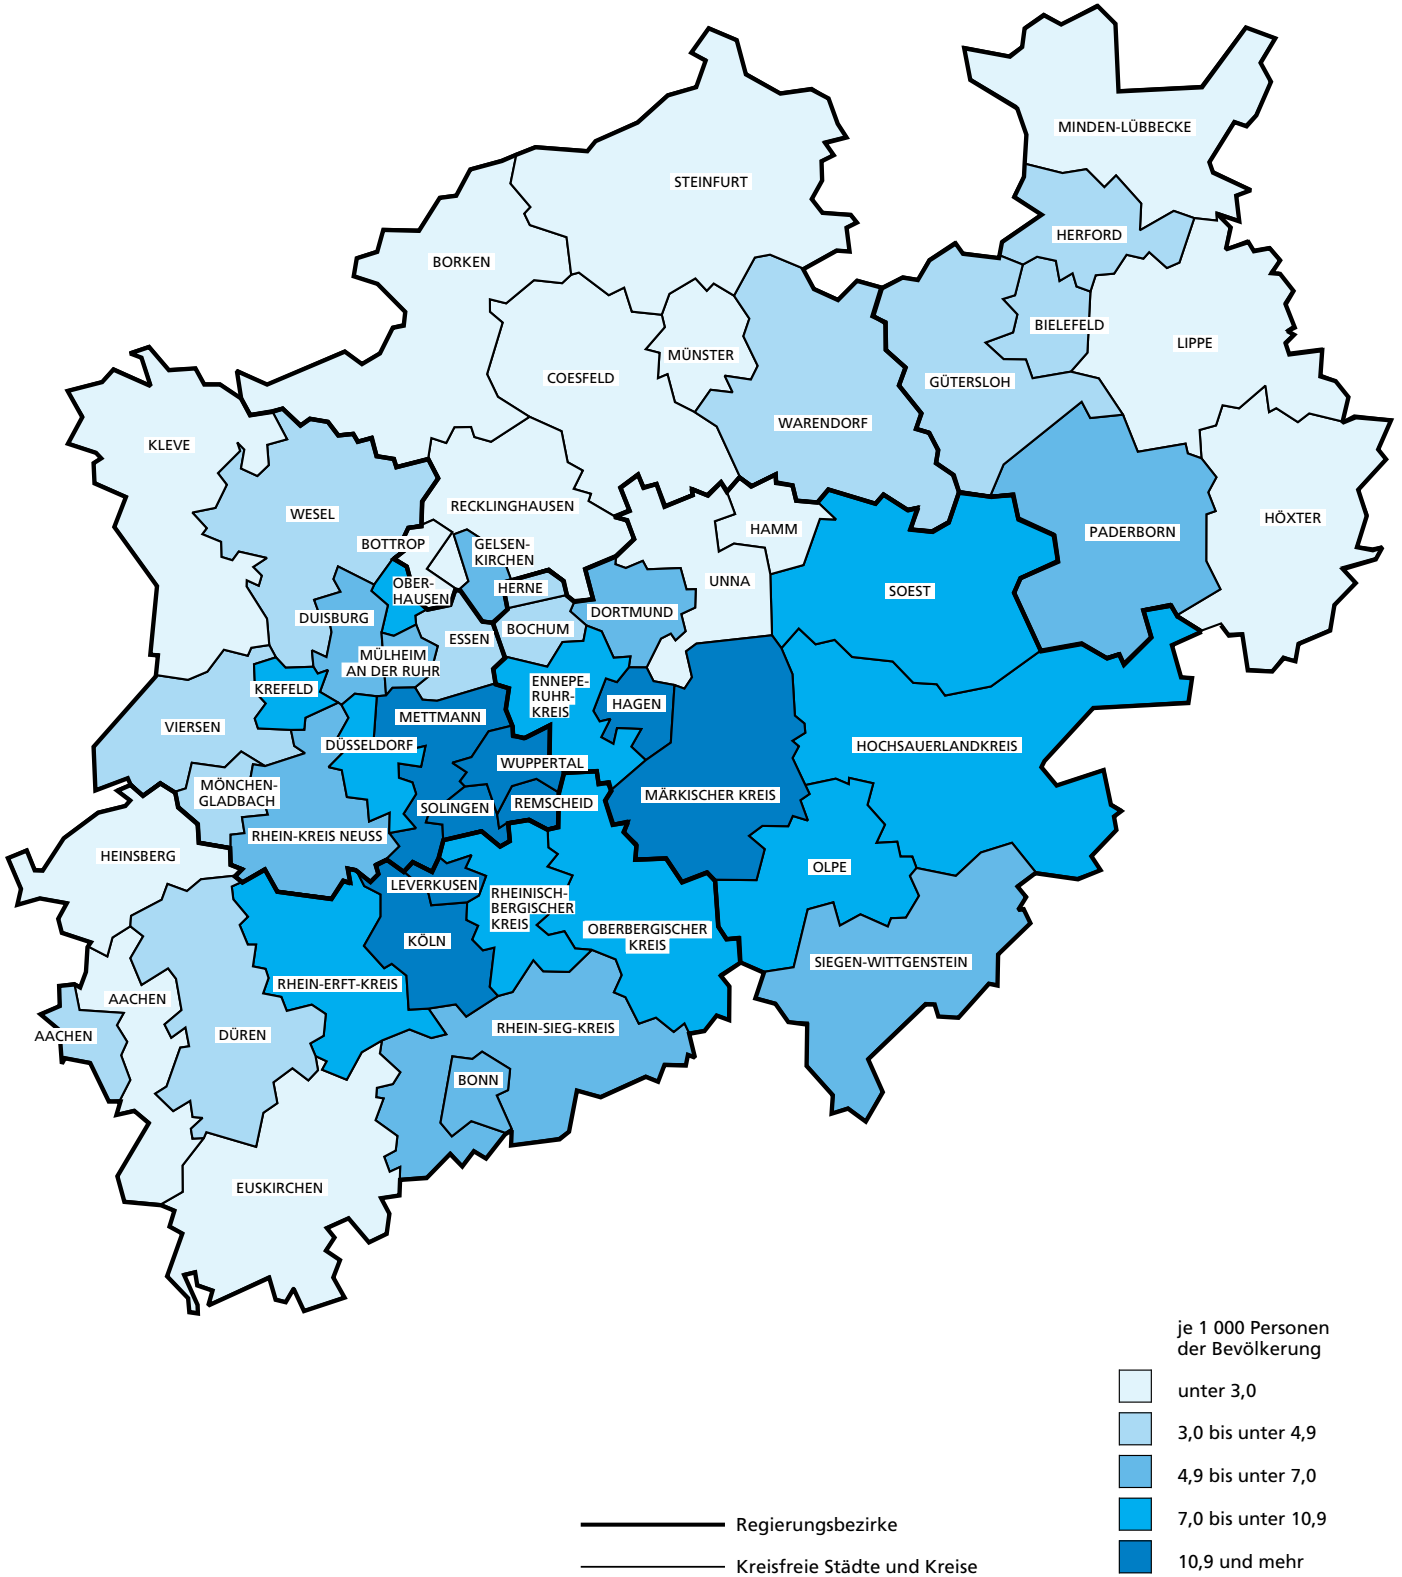 MINDEN-LÜBBECKE
STEINFURT
HERFORD
BORKEN
BIELEFELD
LIPPE
MÜNSTER
COESFELD
GÜTERSLOH
WARENDORF
KLEVE
RECKLINGHAUSEN
WESEL
HÖXTER
HAMM
PADERBORN
BOTTROP
GELSEN-
KIRCHEN
UNNA
OBER-
HAUSEN
HERNE
SOEST
DORTMUND
DUISBURG
BOCHUM
ESSEN
MÜLHEIM
AN DER RUHR
ENNEPE-
RUHR-
KREIS
KREFELD
HAGEN
METTMANN
VIERSEN
DÜSSELDORF
HOCHSAUERLANDKREIS
WUPPERTAL
MÖNCHEN-
GLADBACH
MÄRKISCHER KREIS
SOLINGEN
REMSCHEID
RHEIN-KREIS NEUSS
HEINSBERG
OLPE
LEVERKUSEN
RHEINISCH-
BERGISCHER
KREIS
OBERBERGISCHER
KREIS
KÖLN
SIEGEN-WITTGENSTEIN
RHEIN-ERFT-KREIS
AACHEN
RHEIN-SIEG-KREIS
AACHEN
DÜREN
BONN
EUSKIRCHEN
je 1 000 Personen
der Bevölkerung
unter 3,0
3,0 bis unter 4,9
4,9 bis unter 7,0
7,0 bis unter 10,9
10,9 und mehr
Regierungsbezirke
Kreisfreie Städte und Kreise